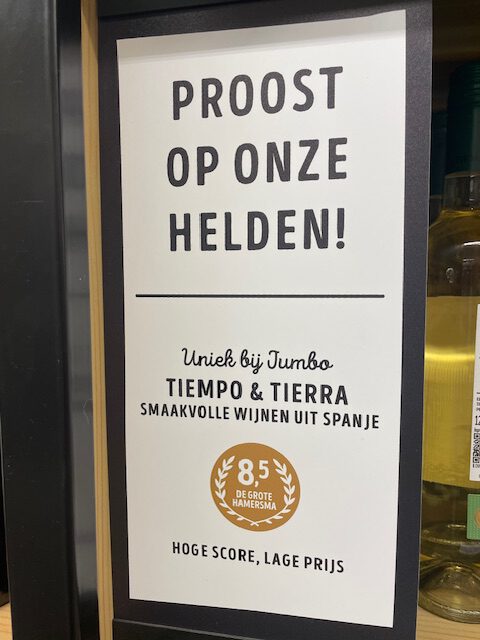 PROOST
OP ONZE
HELDEN!
Uniek bij Jumbo
TIEMPO & TIERRA
SMAAKVOLLE WIJNEN UIT SPANJE
8,5
DE GROTE
HAMERSMA
HOGE SCORE, LAGE PRIJS